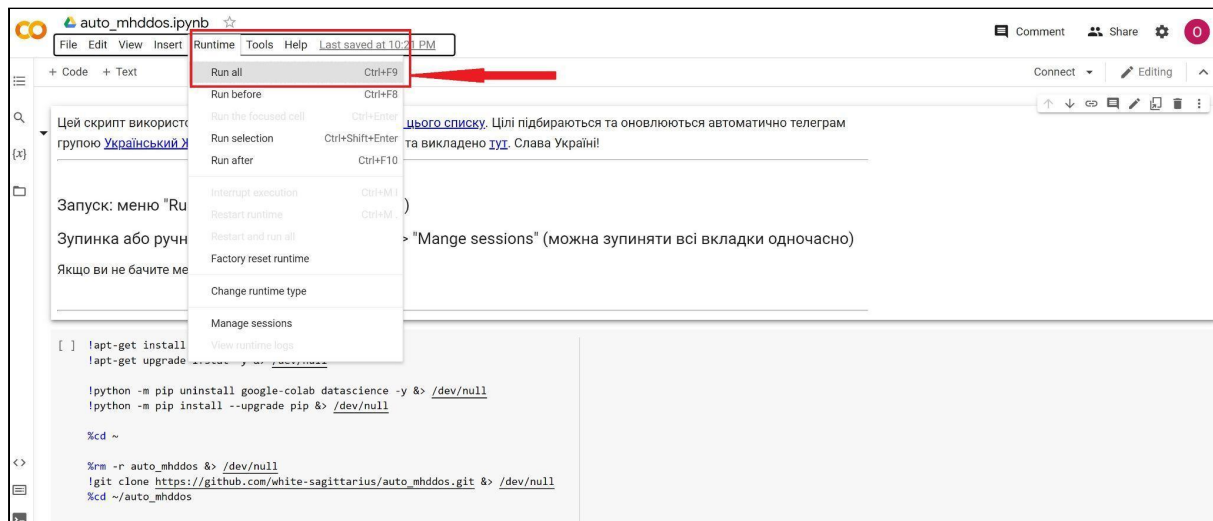 auto_mhddos.ipynb
File Edit View Insert Runtime Tools Help Last saved at 10:21 PM
Comment Share O
+ Code + Text
Connect Editing
Run all Ctrl+F9
Run before Ctrl+F8
Run the focused cell Ctrl+Enter
Run selection Ctrl+Shift+Enter
Run after Ctrl+F10
Interrupt execution Ctrl+M I
Restart runtime Ctrl+M .
Restart and run all
Factory reset runtime
Change runtime type
Manage sessions
View runtime logs
Цей скрипт цього списку. Цілі підбираються та оновлюються автоматично телеграм
групою Український та викладено тут. Слава Україні!
Запуск: меню "Ru )
Зупинка або > "Mange sessions" (можна зупиняти всі вкладки одночасно)
Якщо ви не бачите
[ ] !apt-get install
!apt-get upgrade -y &> /dev/null
!python -m pip uninstall google-colab datascience -y &> /dev/null
!python -m pip install --upgrade pip &> /dev/null
%cd ~
%rm -r auto_mhddos &> /dev/null
!git clone https://github.com/white-sagittarius/auto_mhddos.git &> /dev/null
%cd ~/auto_mhddos